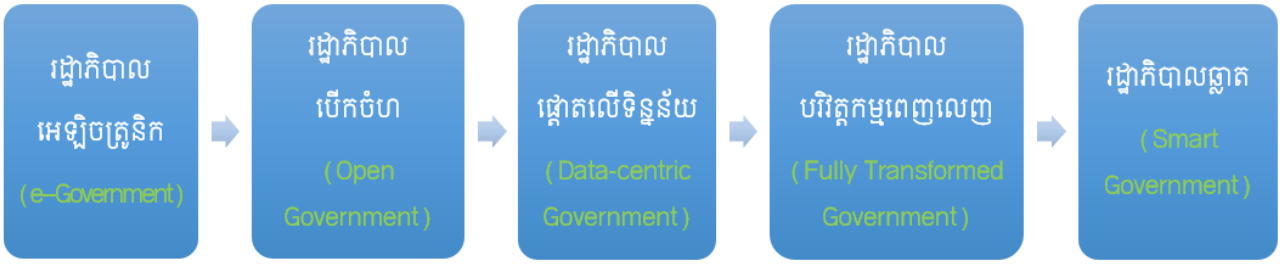 រដ្ឋាភិបាល
អេឡិចត្រូនិក
(e–Government)
រដ្ឋាភិបាល
បើកចំហ
(Open
Government)
រដ្ឋាភិបាល
ផ្តោតលើទិន្នន័យ
(Data-centric
Government)
រដ្ឋាភិបាល
បរិវត្តកម្មពេញលេញ
(Fully Transformed
Government)
រដ្ឋាភិបាលឆ្លាត
(Smart
Government)